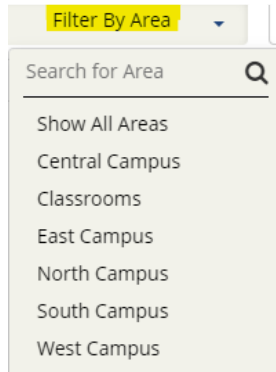 Filter By Area
Search for Area
Show All Areas
Central Campus
Classrooms
East Campus
North Campus
South Campus
West Campus